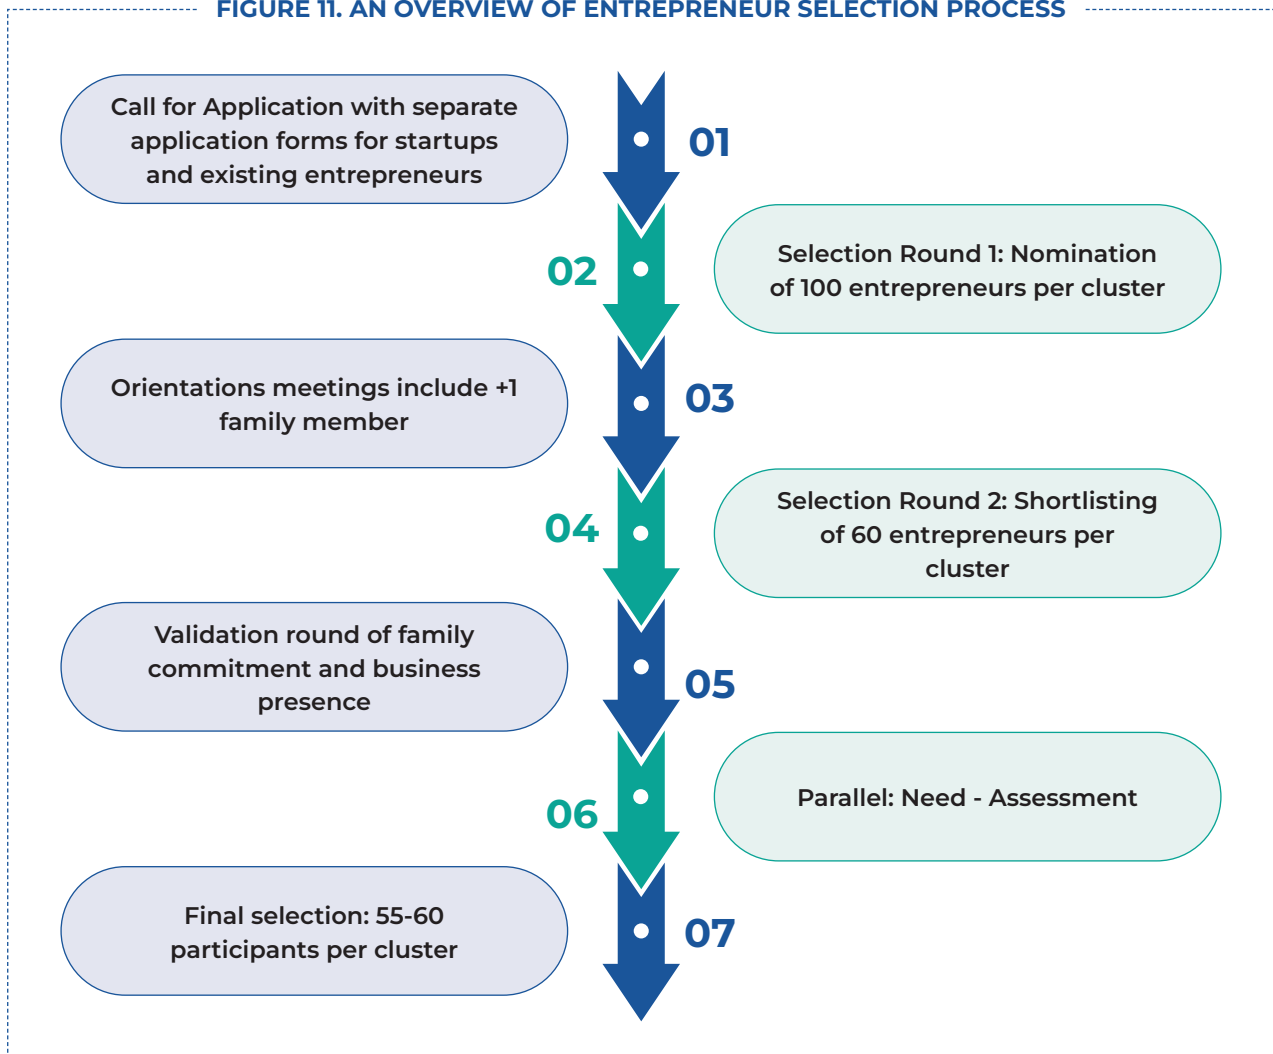 FIGURE 11. AN OVERVIEW OF ENTREPRENEUR SELECTION PROCESS
Call for Application with separate
application forms for startups
and existing entrepreneurs
01
02
Selection Round 1: Nomination
of 100 entrepreneurs per cluster
Orientations meetings include +1
family member
03
04
Selection Round 2: Shortlisting
of 60 entrepreneurs per
cluster
Validation round of family
commitment and business
presence
05
06
Parallel: Need - Assessment
Final selection: 55-60
participants per cluster
07